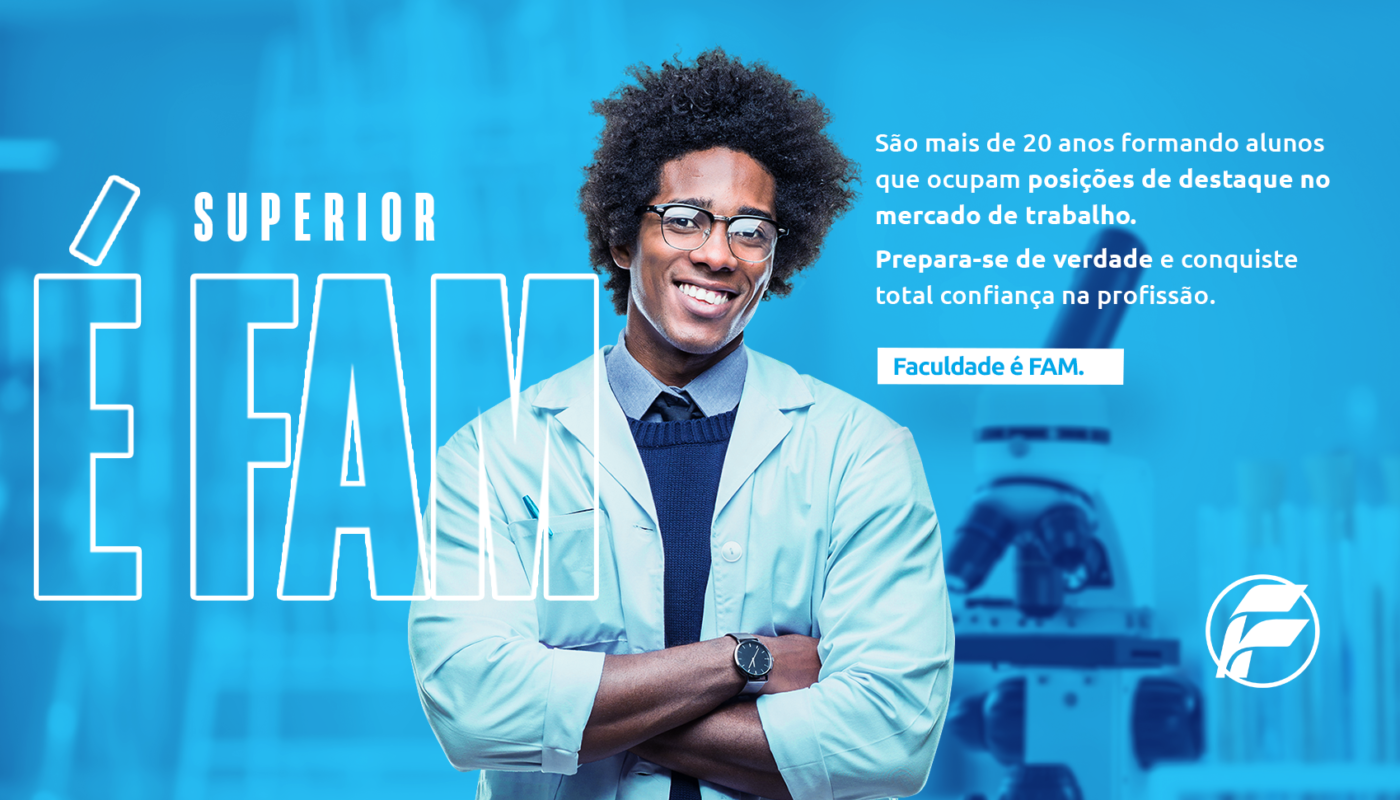 SUPERIOR
É FAM
São mais de 20 anos formando alunos
que ocupam posições de destaque no
mercado de trabalho.
Prepara-se de verdade e conquiste
total confiança na profissão.
Faculdade é FAM.